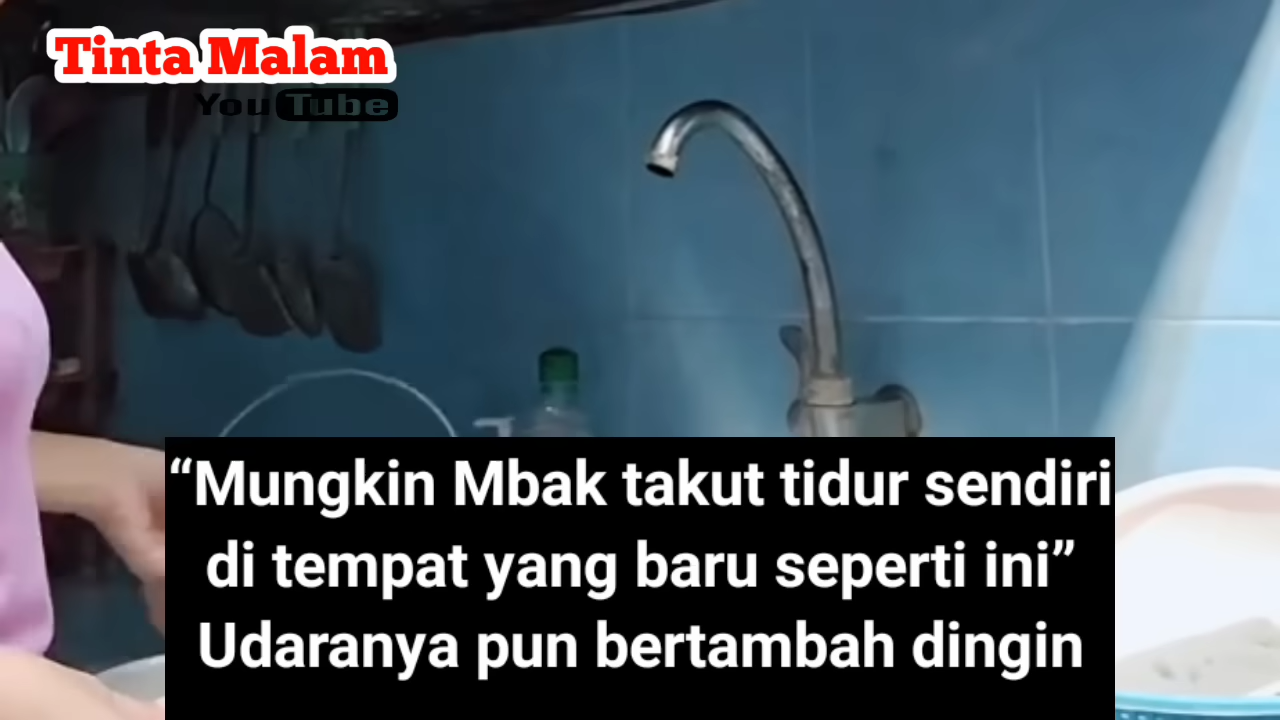 Tinta Malam
YouTube
“Mungkin Mbak takut tidur sendiri
di tempat yang baru seperti ini”
Udaranya pun bertambah dingin